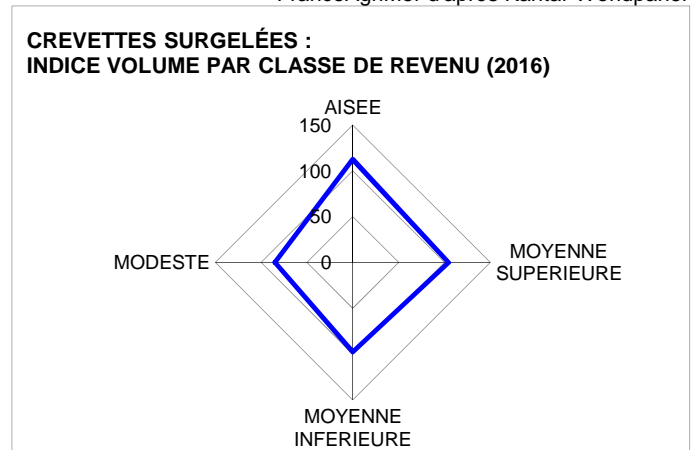 CREVETTES SURGELÉES :
INDICE VOLUME PAR CLASSE DE REVENU (2016)
AISEE
150
100
50
0
MODESTE
MOYENNE
SUPERIEURE
MOYENNE
INFERIEURE